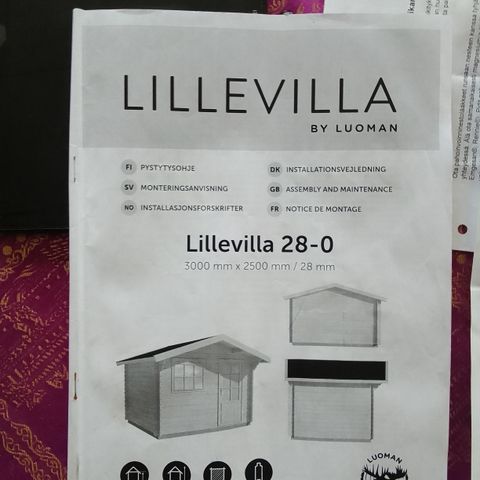 LILLEVILLA
BY LUOMAN
FI PYSTYTYSOHJE
SV MONTERINGSANVISNING
NO INSTALLASJONSFORSKRIFTER
DK INSTALLATIONSVEJLEDNING
GB ASSEMBLY AND MAINTENANCE
FR NOTICE DE MONTAGE
Lillevilla 28-0
3000 mm x 2500 mm / 28 mm
LUOMAN